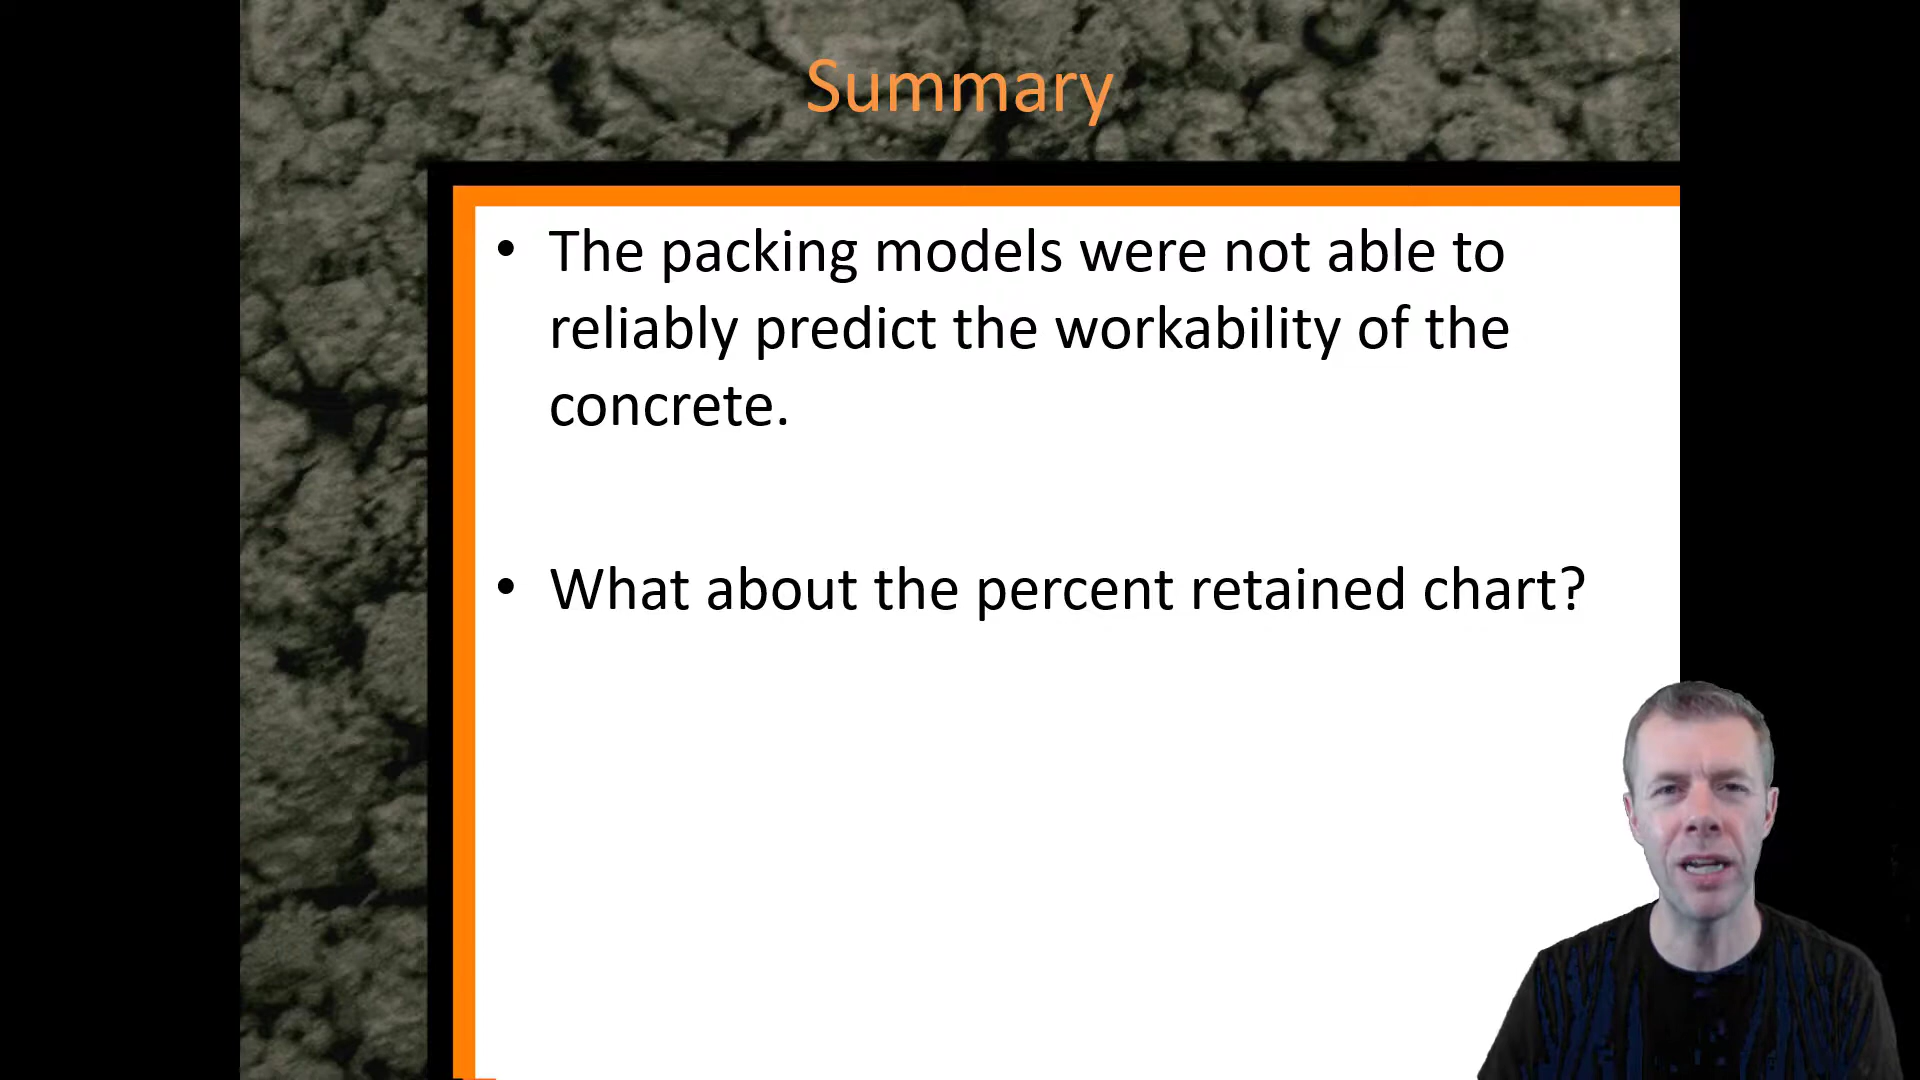 Summary
• The packing models were not able to
reliably predict the workability of the
concrete.
• What about the percent retained chart?